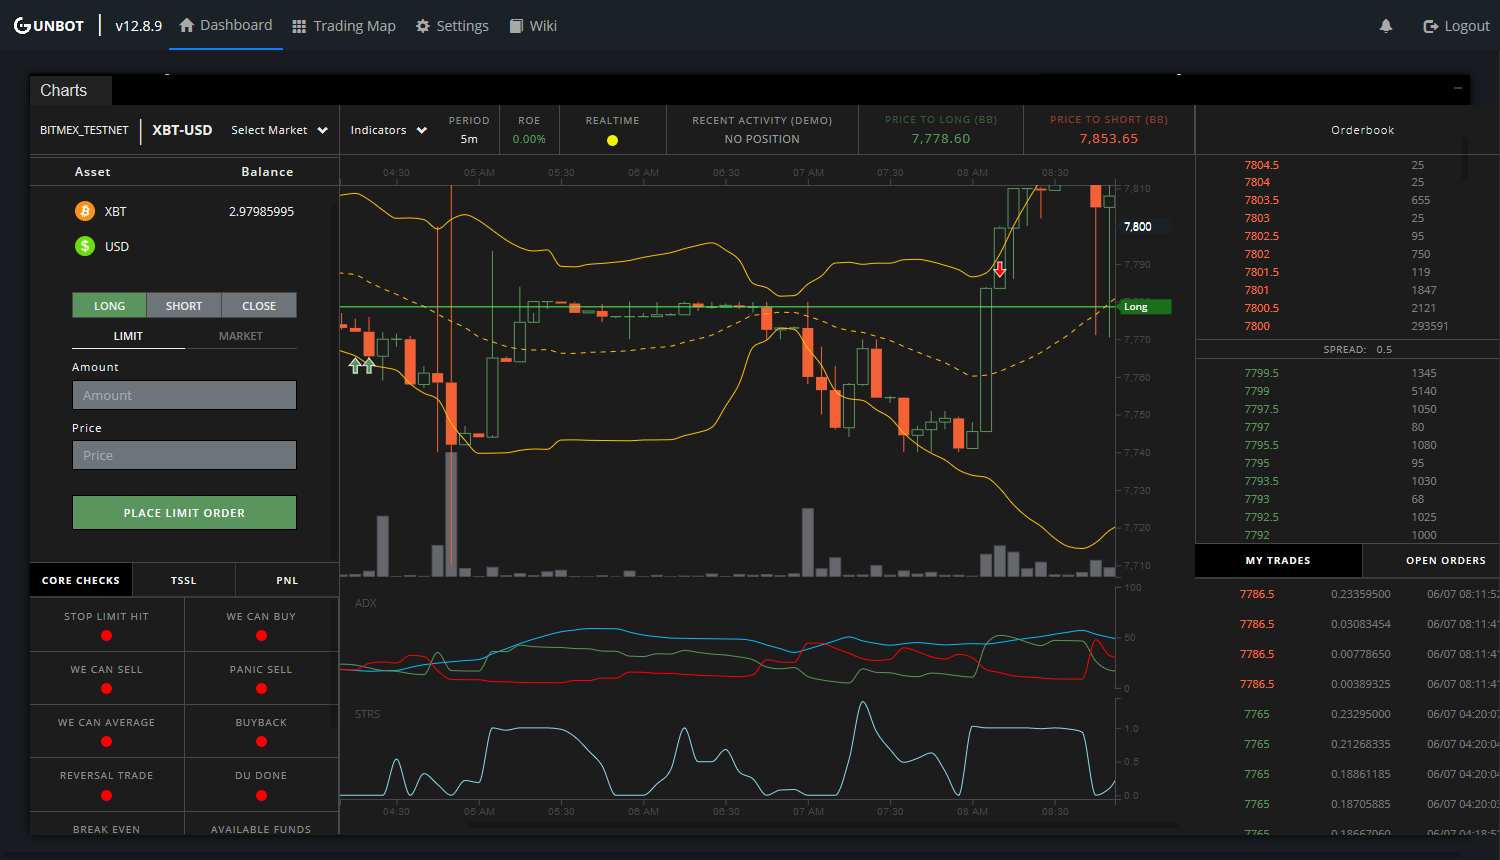 GUNBOT v12.8.9 Dashboard Trading Map Settings Wiki Logout
Charts
BITMEX_TESTNET XBT-USD Select Market
Indicators
PERIOD
5m
ROE
0.00%
REALTIME
RECENT ACTIVITY (DEMO)
NO POSITION
PRICE TO LONG (BB)
7,778.60
PRICE TO SHORT (BB)
7,853.65
Orderbook
Asset Balance
XBT 2.97985995
USD
LONG SHORT CLOSE
LIMIT MARKET
Amount
Amount
Price
Price
PLACE LIMIT ORDER
CORE CHECKS TSSL PNL
STOP LIMIT HIT WE CAN BUY
WE CAN SELL PANIC SELL
WE CAN AVERAGE BUYBACK
REVERSAL TRADE DU DONE
BREAK EVEN AVAILABLE FUNDS
04:30 05 AM 05:30 06 AM 06:30 07 AM 07:30 08 AM 08:30
7,810
7,800
7,790
Long
7,770
7,760
7,750
7,740
7,730
7,720
7,710
ADX
100
50
0
STRS
1.0
0.5
0.0
04:30 05 AM 05:30 06 AM 06:30 07 AM 07:30 08 AM 08:30
7804.5 25
7804 25
7803.5 655
7803 25
7802.5 95
7802 750
7801.5 119
7801 1847
7800.5 2121
7800 293591
SPREAD: 0.5
7799.5 1345
7799 5140
7797.5 1050
7797 80
7795.5 1080
7795 95
7793.5 1030
7793 68
7792.5 1025
7792 1000
MY TRADES OPEN ORDERS
7786.5 0.23359500 06/07 08:11:52
7786.5 0.03083454 06/07 08:11:41
7786.5 0.00778650 06/07 08:11:41
7786.5 0.00389325 06/07 08:11:41
7765 0.23295000 06/07 04:20:07
7765 0.21268335 06/07 04:20:04
7765 0.18861185 06/07 04:20:04
7765 0.18705885 06/07 04:20:03
7765 0.18667060 06/07 04:18:5